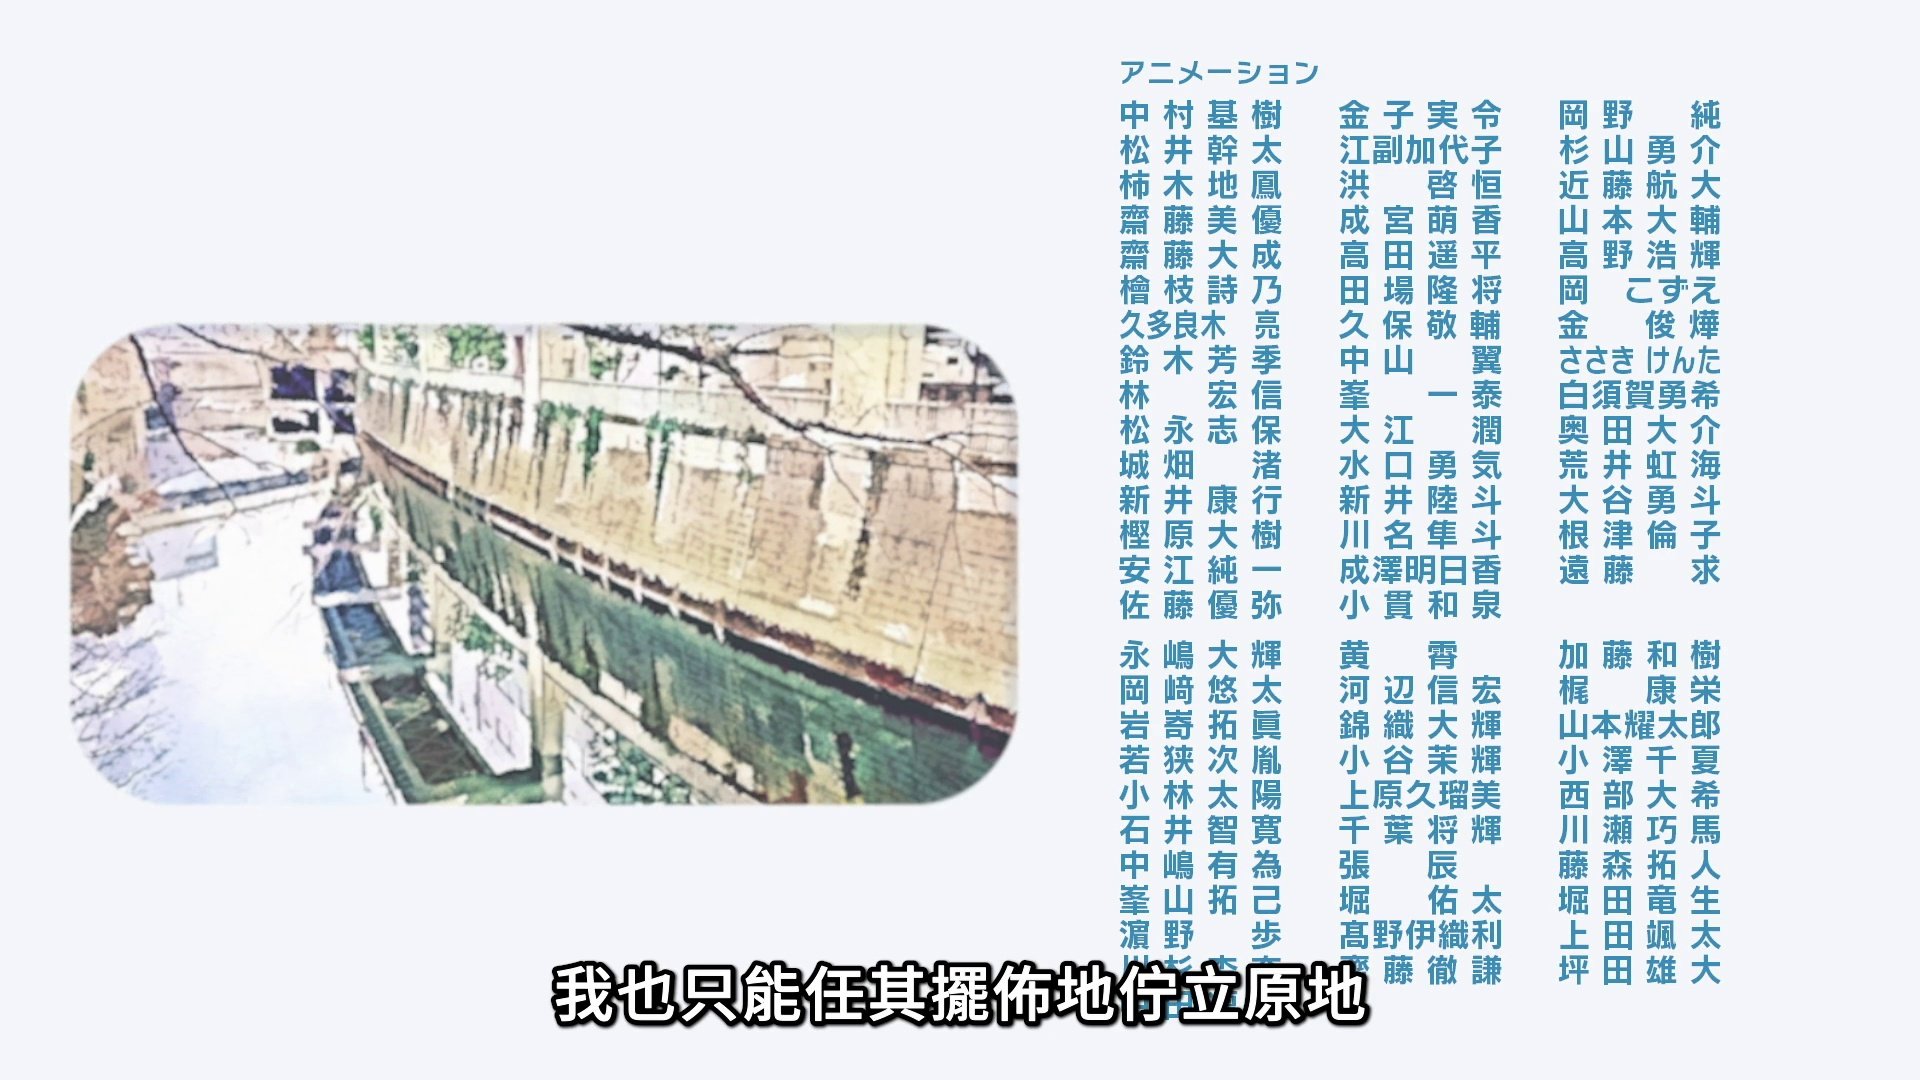 アニメーション
中村基樹 金子実令 岡野純
松井幹太 江副加代子 杉山勇介
柿木地鳳 洪啓恒 近藤航大
齋藤美優 成宮萌香 山本大輔
齋藤大成 高田遥平 高野浩輝
檜枝詩乃 田場隆将 岡こずえ
久多良木亮 久保敬輔 金俊燁
鈴木芳季 中山翼 ささきけんた
林宏信 峯一泰 白須賀勇希
松永志保 大江潤 奥田大介
城畑渚 水口勇気 荒井虹海
新井康行 新井陸斗 大谷勇斗
樫原大樹 川名隼斗 根津倫子
安江純一 成澤明日香 遠藤求
佐藤優弥 小貫和泉
永嶋大輝 黄霄 加藤和樹
岡﨑悠太 河辺信宏 梶康栄
岩嵜拓眞 錦織大輝 山本耀太郎
若狭次胤 小谷茉輝 小澤千夏
小林太陽 上原久瑠美 西部大希
石井智寛 千葉将輝 川瀬巧馬
中嶋有為 張辰 藤森拓人
峯山拓己 堀佑太 堀田竜生
濵野歩 髙野伊織利 上田颯太
藤徹謙 坪田雄大
我也只能任其擺佈地佇立原地